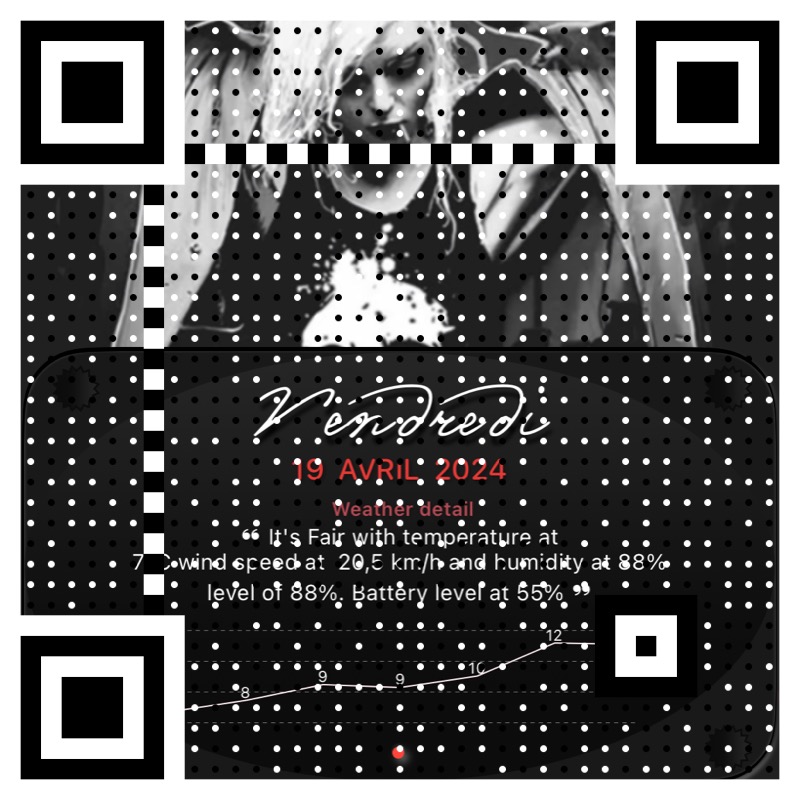 Vendredi
19 AVRIL 2024
Weather detail
❝ It's Fair with temperature at
wind speed at 20,5 km/h and humidity at 88%
level of 88%. Battery level at 55% ❞
12
9
9
10
8